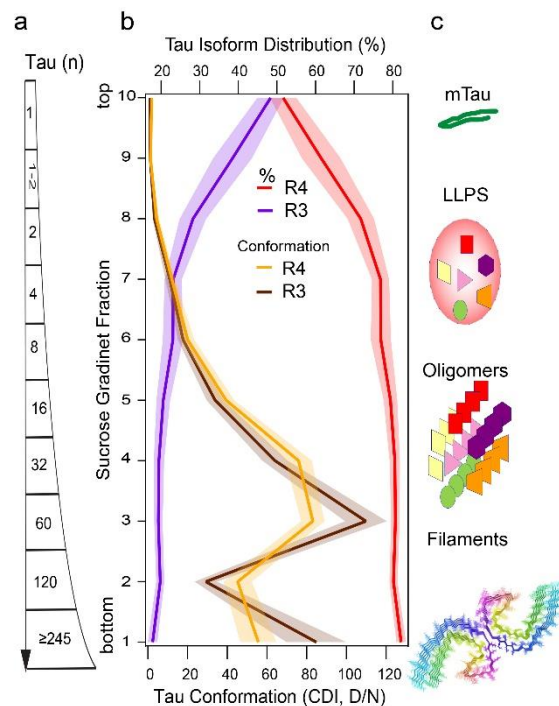 a
b
c
Tau (n)
1
1-2
2
4
8
16
32
60
120
≥245
Tau Isoform Distribution (%)
20 30 40 50 60 70 80
top
10
9
8
7
6
5
4
3
2
1
bottom
Sucrose Gradinet Fraction
%
R4
R3
Conformation
R4
R3
0 20 40 60 80 100 120
Tau Conformation (CDI, D/N)
mTau
LLPS
Oligomers
Filaments